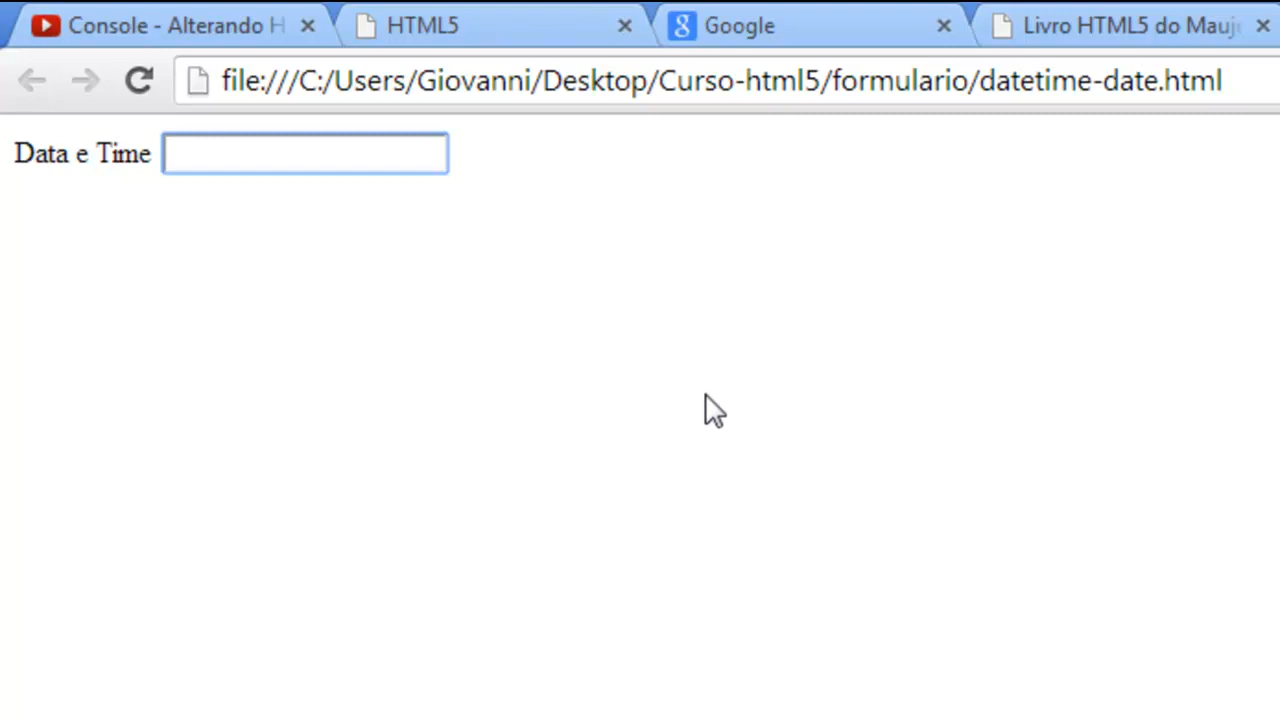 Console - Alterando H
HTML5
Google
Livro HTML5 do Mauj
file:///C:/Users/Giovanni/Desktop/Curso-html5/formulario/datetime-date.html
Data e Time